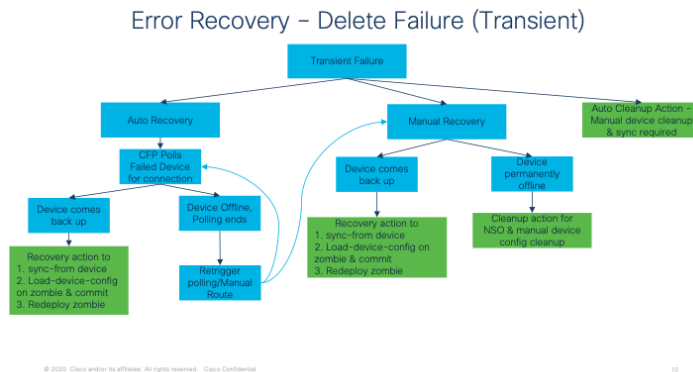 Error Recovery - Delete Failure (Transient)
Transient Failure
Auto Recovery
Manual Recovery
Auto Cleanup Action -
Manual device cleanup
& sync required
CFP Polls
Failed Device
for connection
Device comes
back up
Device Offline,
Polling ends
Device comes
back up
Device
permanently
offline
Recovery action to
1. sync-from device
2. Load-device-config
on zombie & commit
3. Redeploy zombie
Retrigger
polling/Manual
Route
Recovery action to
1. sync-from device
2. Load-device-config on
zombie & commit
3. Redeploy zombie
Cleanup action for
NSO & manual device
config cleanup
© 2020 Cisco and/or its affiliates. All rights reserved. Cisco Confidential
10